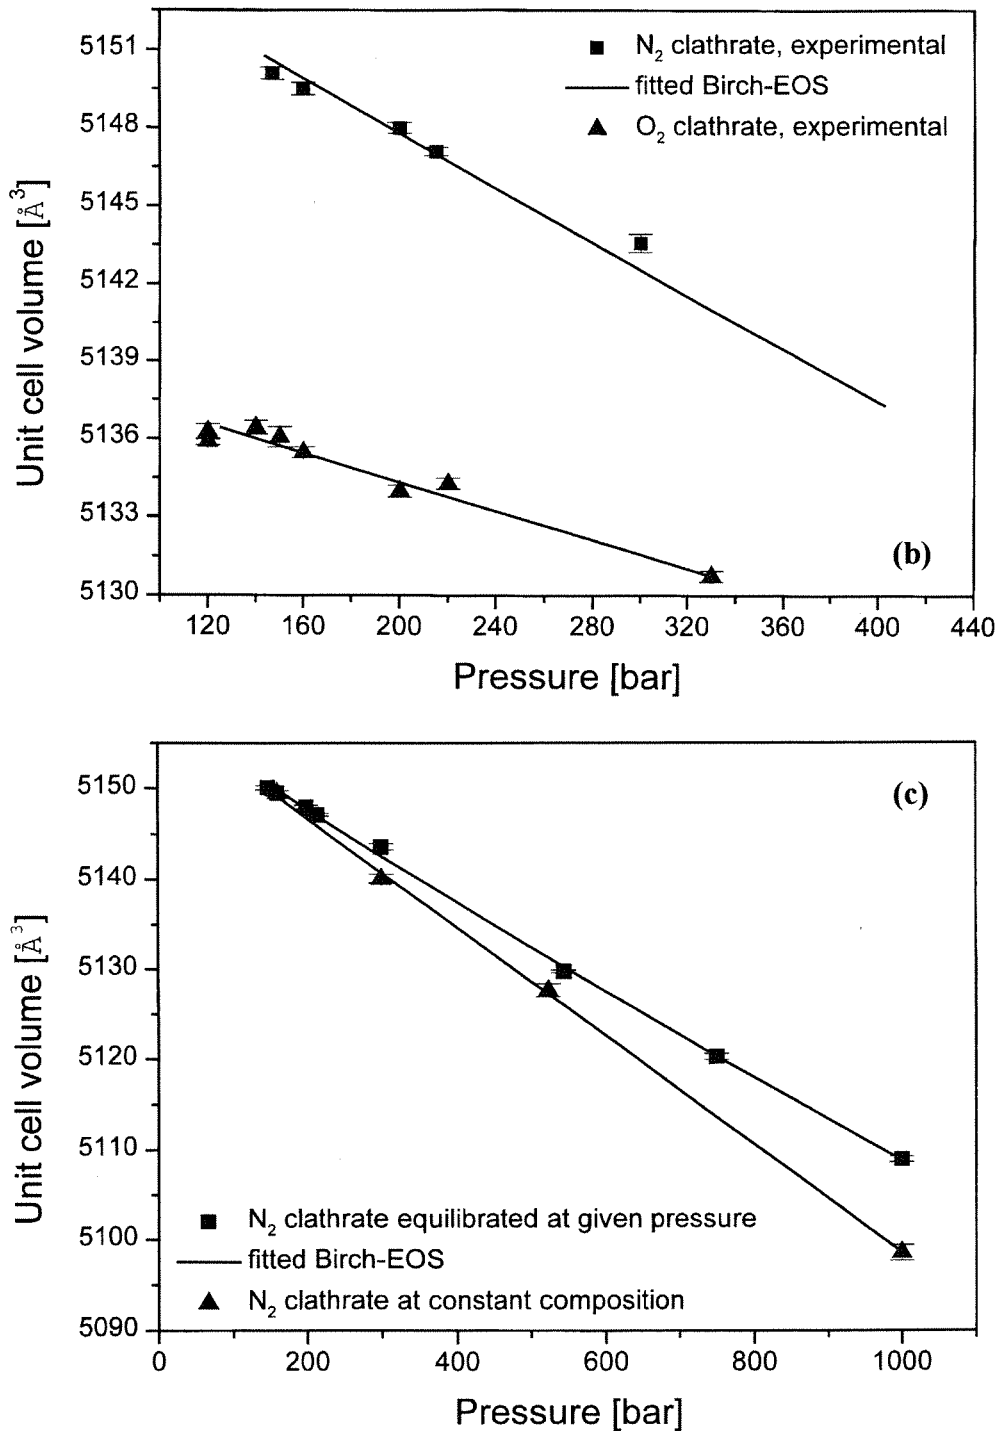 5151
5148
5145
5142
5139
5136
5133
5130
Unit cell volume [Å³]
N₂ clathrate, experimental
fitted Birch-EOS
O₂ clathrate, experimental
(b)
120 160 200 240 280 320 360 400 440
Pressure [bar]
5150
5140
5130
5120
5110
5100
5090
Unit cell volume [Å³]
(c)
N₂ clathrate equilibrated at given pressure
fitted Birch-EOS
N₂ clathrate at constant composition
0 200 400 600 800 1000
Pressure [bar]